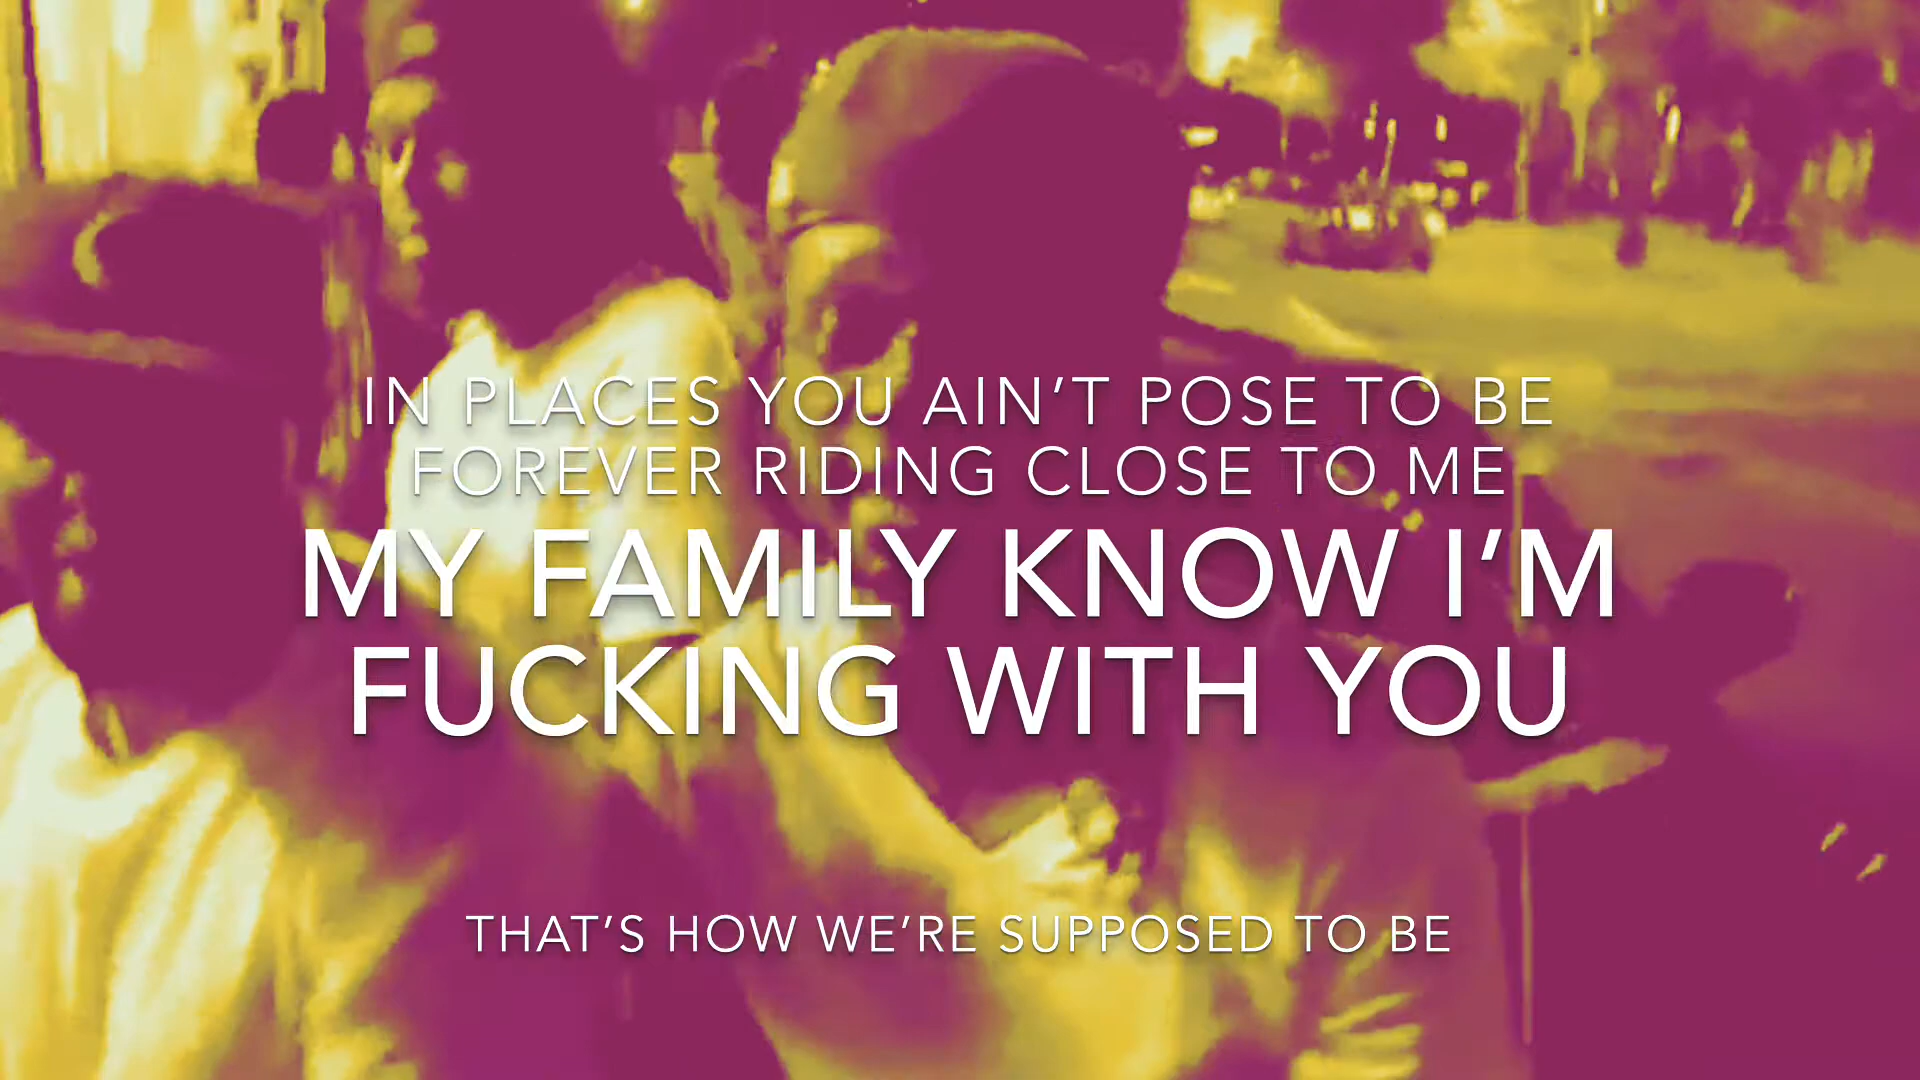 IN PLACES YOU AIN’T POSE TO BE
FOREVER RIDING CLOSE TO ME
MY FAMILY KNOW I’M
FUCKING WITH YOU
THAT’S HOW WE’RE SUPPOSED TO BE